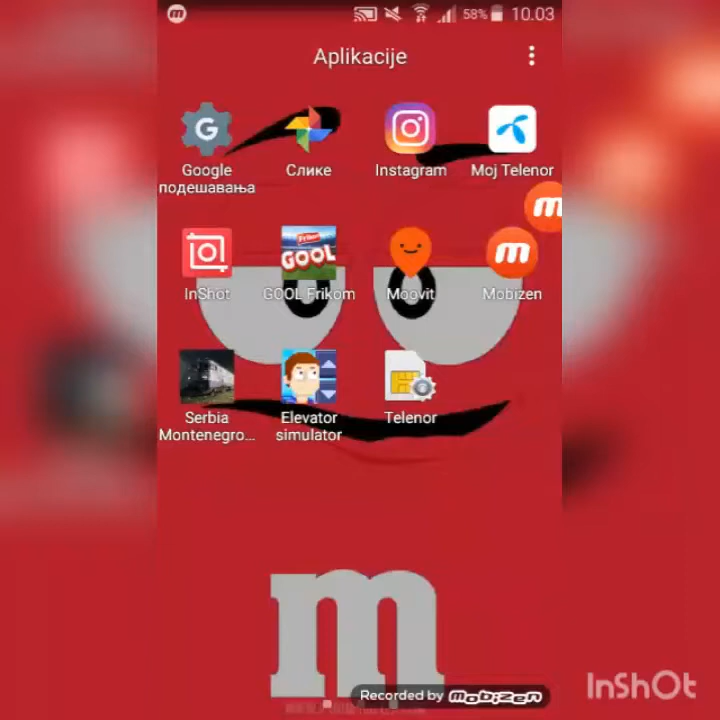 58% 10.03
Aplikacije
Google
подешавања
Слике
Instagram
Moj Telenor
InShot
GOOL Frikom
Moovit
Mobizen
Frikom
GOOL
Serbia
Montenegro...
Elevator
simulator
Telenor
m
Recorded by mobizen
InShOt